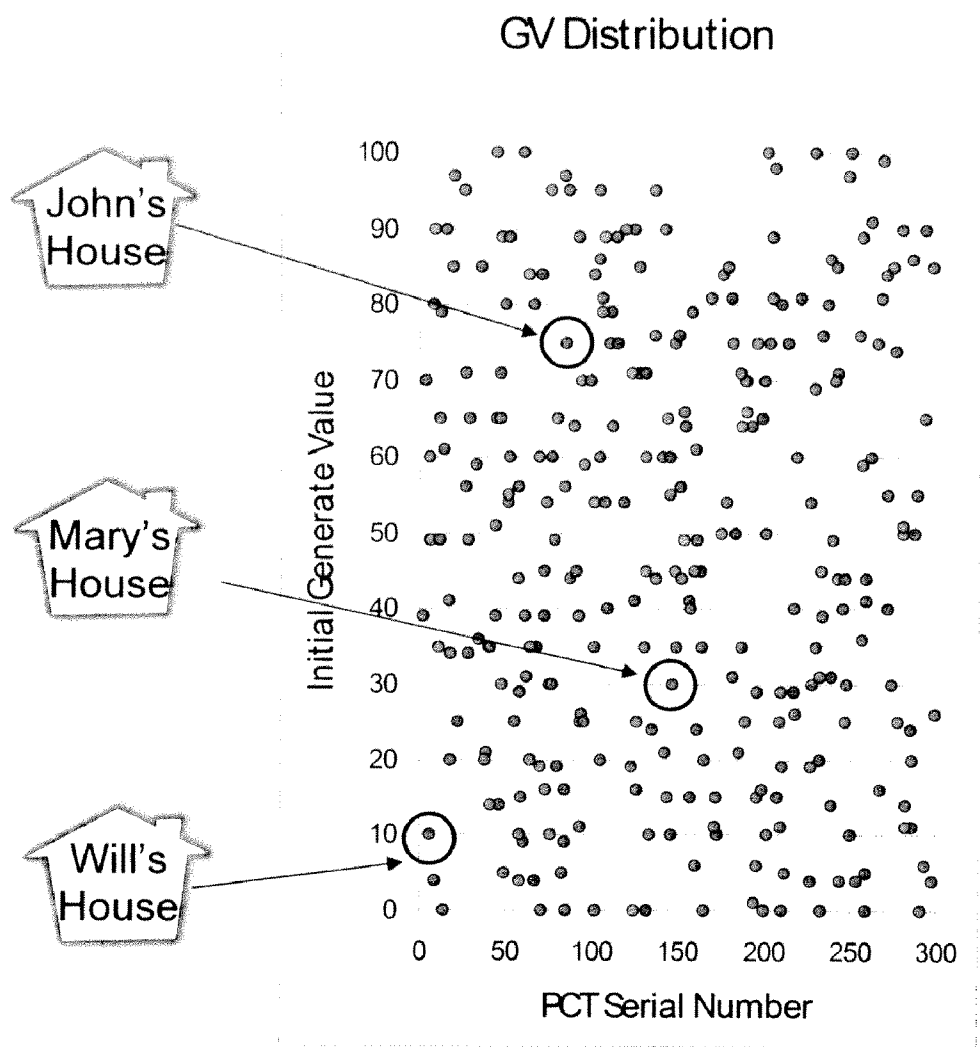 GV Distribution
John's
House
Mary's
House
Will's
House
Initial Generate Value
100
90
80
70
60
50
40
30
20
10
0
0 50 100 150 200 250 300
PCT Serial Number